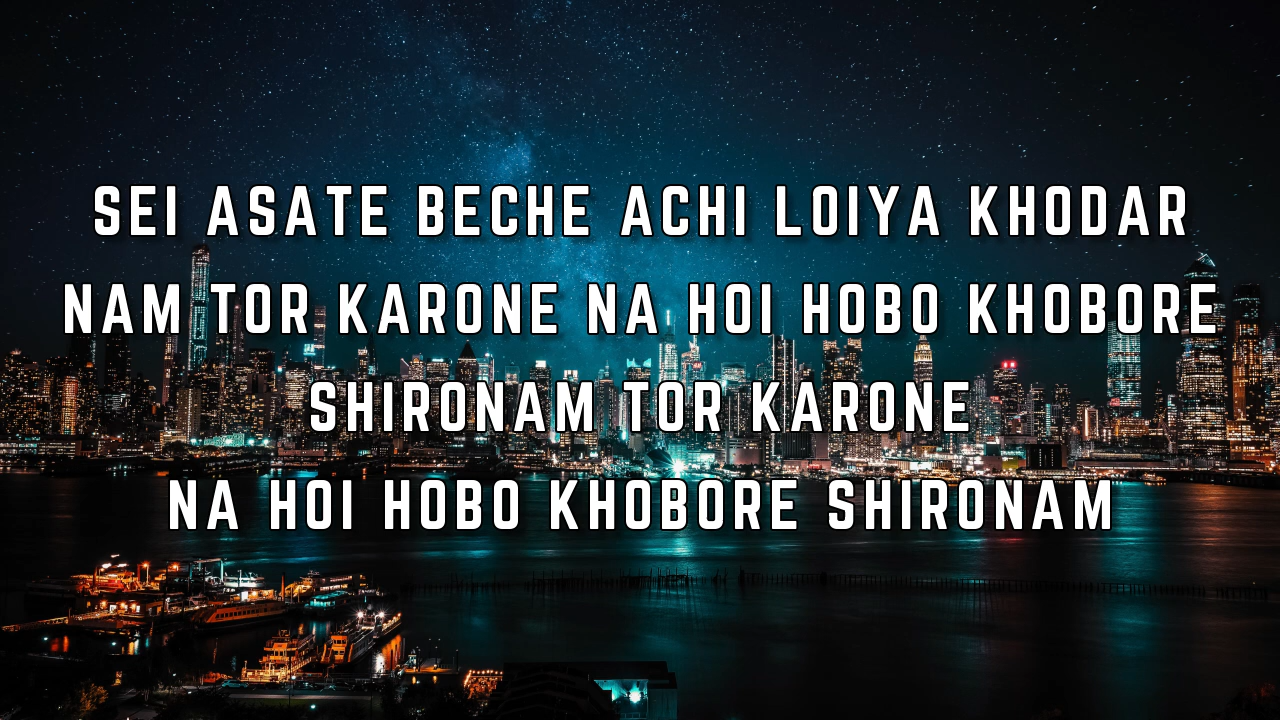 SEI ASATE BECHE ACHI LOIYA KHODAR
NAM TOR KARONE NA HOI HOBO KHOBORE
SHIRONAM TOR KARONE
NA HOI HOBO KHOBORE SHIRONAM